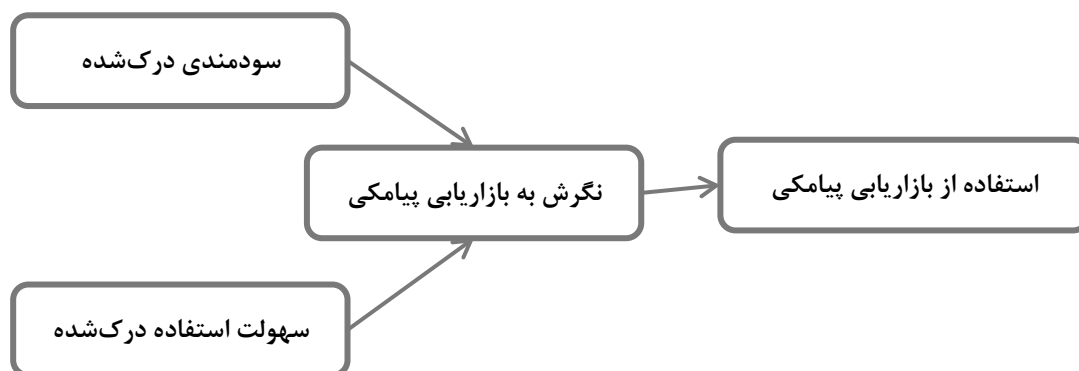 سودمندی درک‌شده
نگرش به بازاریابی پیامکی
استفاده از بازاریابی پیامکی
سهولت استفاده درک‌شده